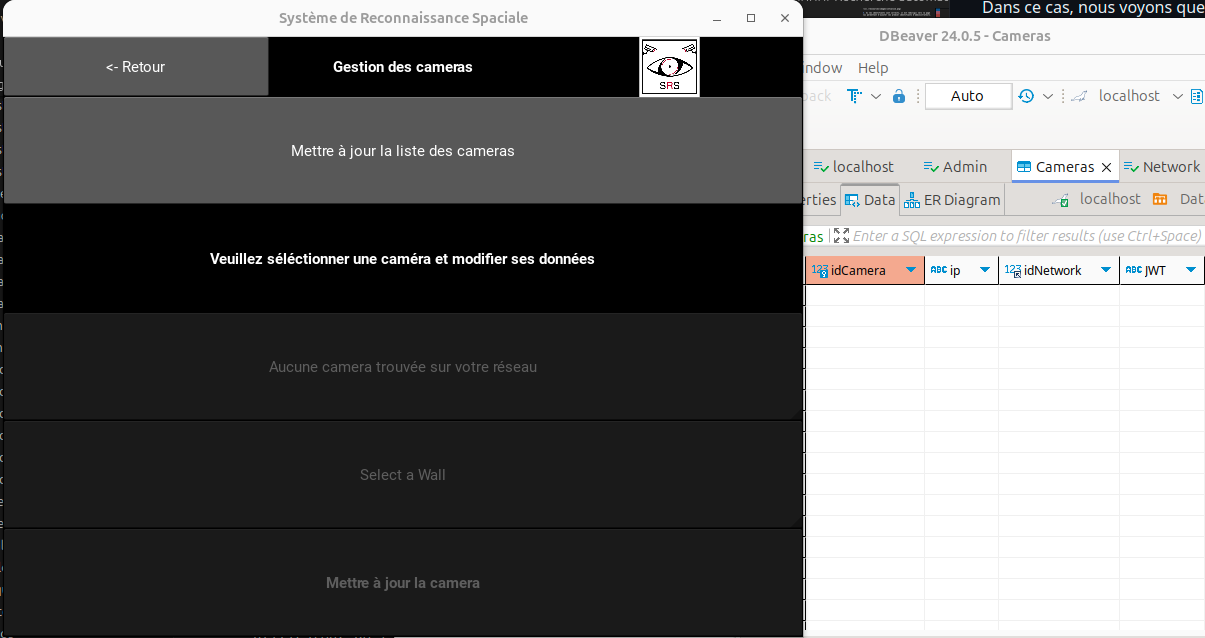 Système de Reconnaissance Spaciale
<- Retour
Gestion des cameras
SRS
Mettre à jour la liste des cameras
Veuillez séléctionner une caméra et modifier ses données
Aucune camera trouvée sur votre réseau
Select a Wall
Mettre à jour la camera
Dans ce cas, nous voyons que
DBeaver 24.0.5 - Cameras
ndow Help
back Auto localhost
localhost Admin Cameras Network
erties Data ER Diagram localhost Dat
ras Enter a SQL expression to filter results (use Ctrl+Space)
123 idCamera ABC ip 123 idNetwork ABC JWT